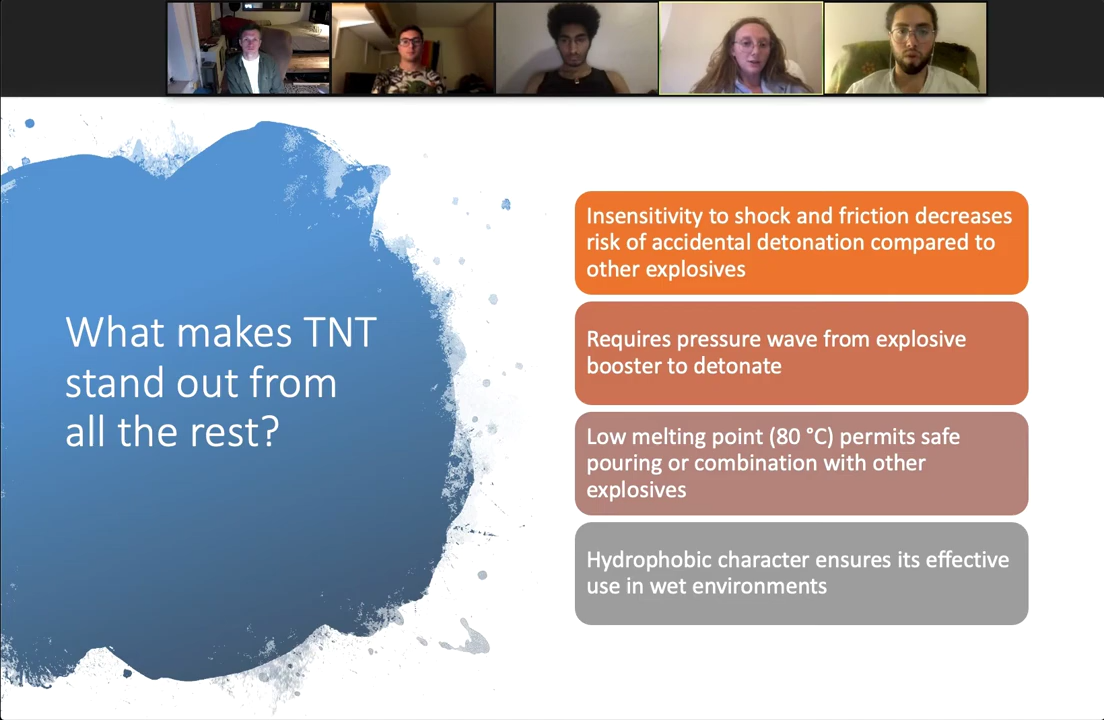 What makes TNT
stand out from
all the rest?
Insensitivity to shock and friction decreases
risk of accidental detonation compared to
other explosives
Requires pressure wave from explosive
booster to detonate
Low melting point (80 °C) permits safe
pouring or combination with other
explosives
Hydrophobic character ensures its effective
use in wet environments